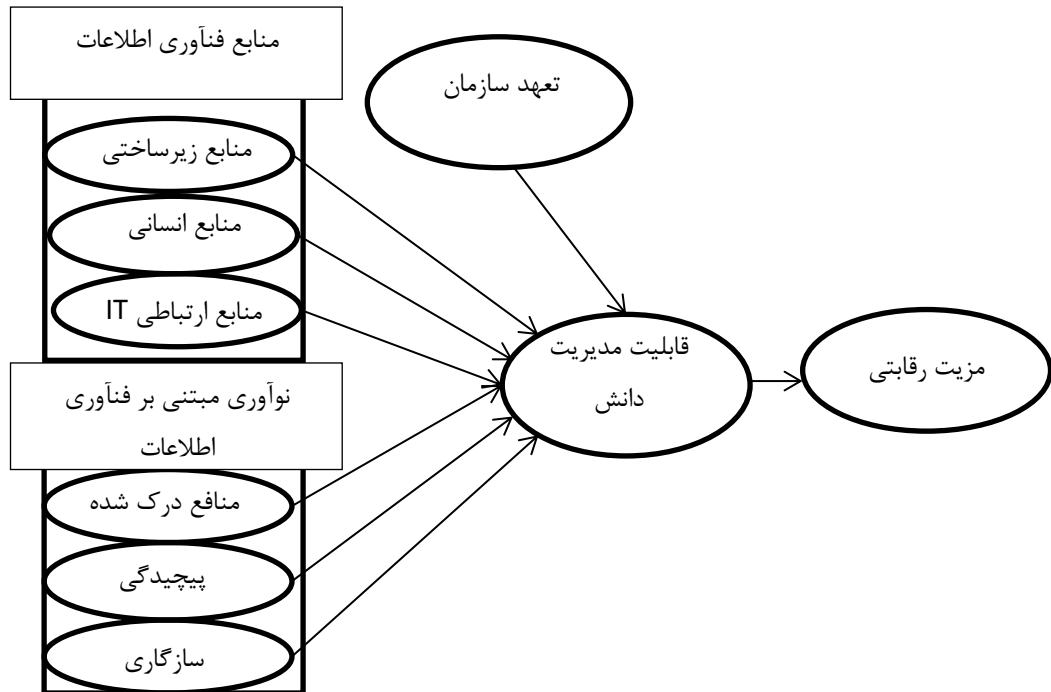 منابع فنآوری اطلاعات
تعهد سازمان
منابع زیرساختی
منابع انسانی
منابع ارتباطی IT
قابلیت مدیریت
دانش
مزیت رقابتی
نوآوری مبتنی بر فنآوری
اطلاعات
منافع درک شده
پیچیدگی
سازگاری